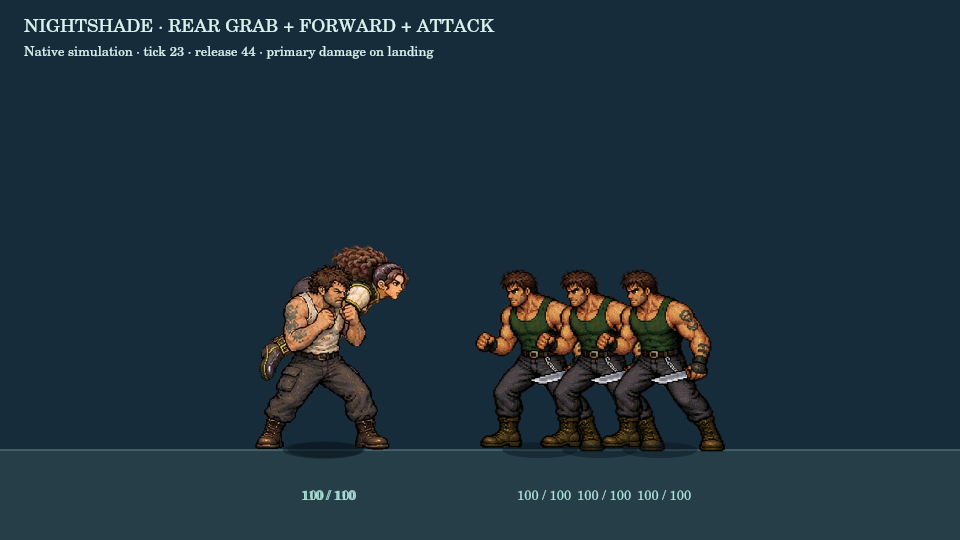 NIGHTSHADE · REAR GRAB + FORWARD + ATTACK
Native simulation · tick 23 · release 44 · primary damage on landing
100 / 100 100 / 100 100 / 100 100 / 100